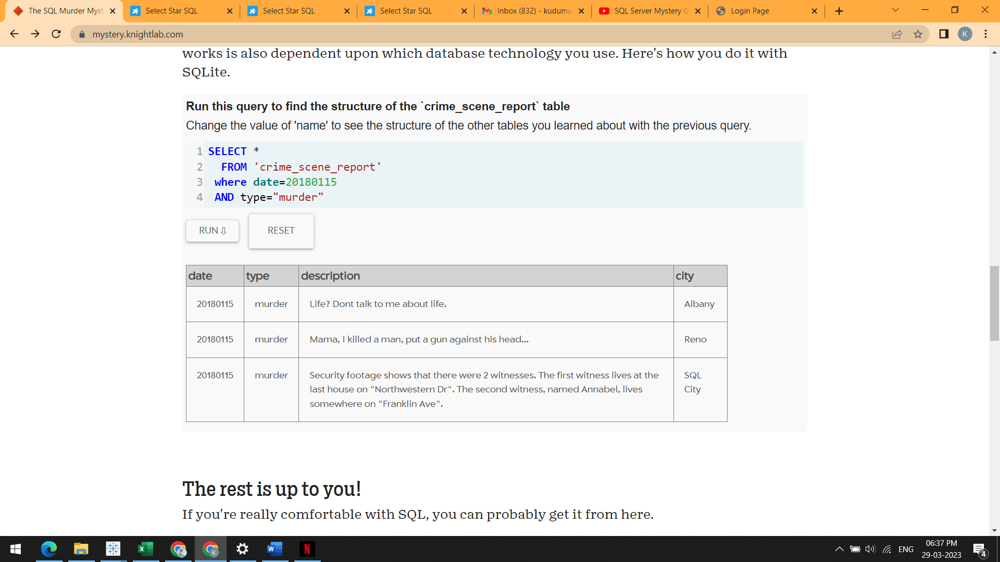 The SQL Murder Myst
Select Star SQL
Select Star SQL
Select Star SQL
Inbox (832) - kudumu
SQL Server Mystery G
Login Page
mystery.knightlab.com
K
works is also dependent upon which database technology you use. Here's how you do it with
SQLite.
Run this query to find the structure of the `crime_scene_report` table
Change the value of 'name' to see the structure of the other tables you learned about with the previous query.
1 SELECT *
2 FROM 'crime_scene_report'
3 where date=20180115
4 AND type="murder"
RUN ⇩ RESET
date type description city
20180115 murder Life? Dont talk to me about life. Albany
20180115 murder Mama, I killed a man, put a gun against his head... Reno
20180115 murder Security footage shows that there were 2 witnesses. The first witness lives at the SQL
last house on "Northwestern Dr". The second witness, named Annabel, lives City
somewhere on "Franklin Ave".
The rest is up to you!
If you're really comfortable with SQL, you can probably get it from here.
ENG
06:37 PM
29-03-2023
4